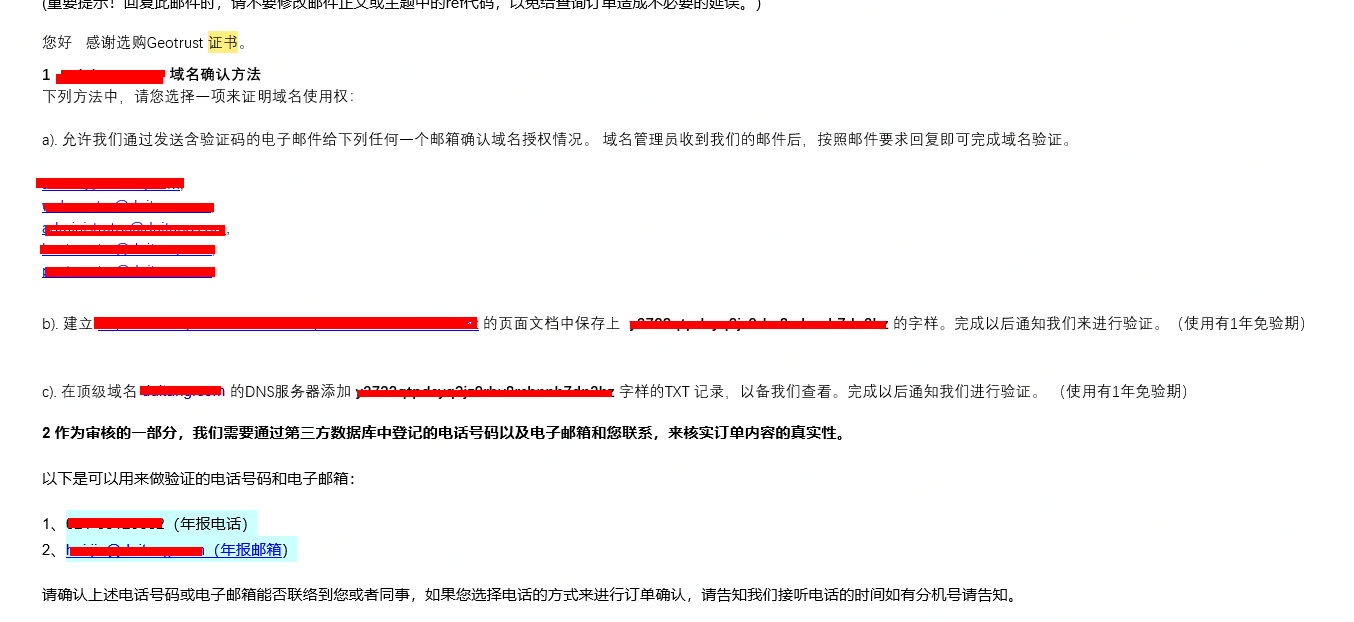 (重要提示！回复此邮件时，请不要修改邮件正文或主题中的ref代码，以免给查询订单造成不必要的延误。)
您好 感谢选购Geotrust 证书。
1 域名确认方法
下列方法中，请您选择一项来证明域名使用权：
a). 允许我们通过发送含验证码的电子邮件给下列任何一个邮箱确认域名授权情况。 域名管理员收到我们的邮件后，按照邮件要求回复即可完成域名验证。
b). 建立 的页面文档中保存上 的字样。完成以后通知我们来进行验证。（使用有1年免验期）
c). 在顶级域名 的DNS服务器添加 字样的TXT 记录，以备我们查看。完成以后通知我们进行验证。 （使用有1年免验期）
2 作为审核的一部分，我们需要通过第三方数据库中登记的电话号码以及电子邮箱和您联系，来核实订单内容的真实性。
以下是可以用来做验证的电话号码和电子邮箱：
1、 （年报电话）
2、 （年报邮箱）
请确认上述电话号码或电子邮箱能否联络到您或者同事，如果您选择电话的方式来进行订单确认，请告知我们接听电话的时间如有分机号请告知。